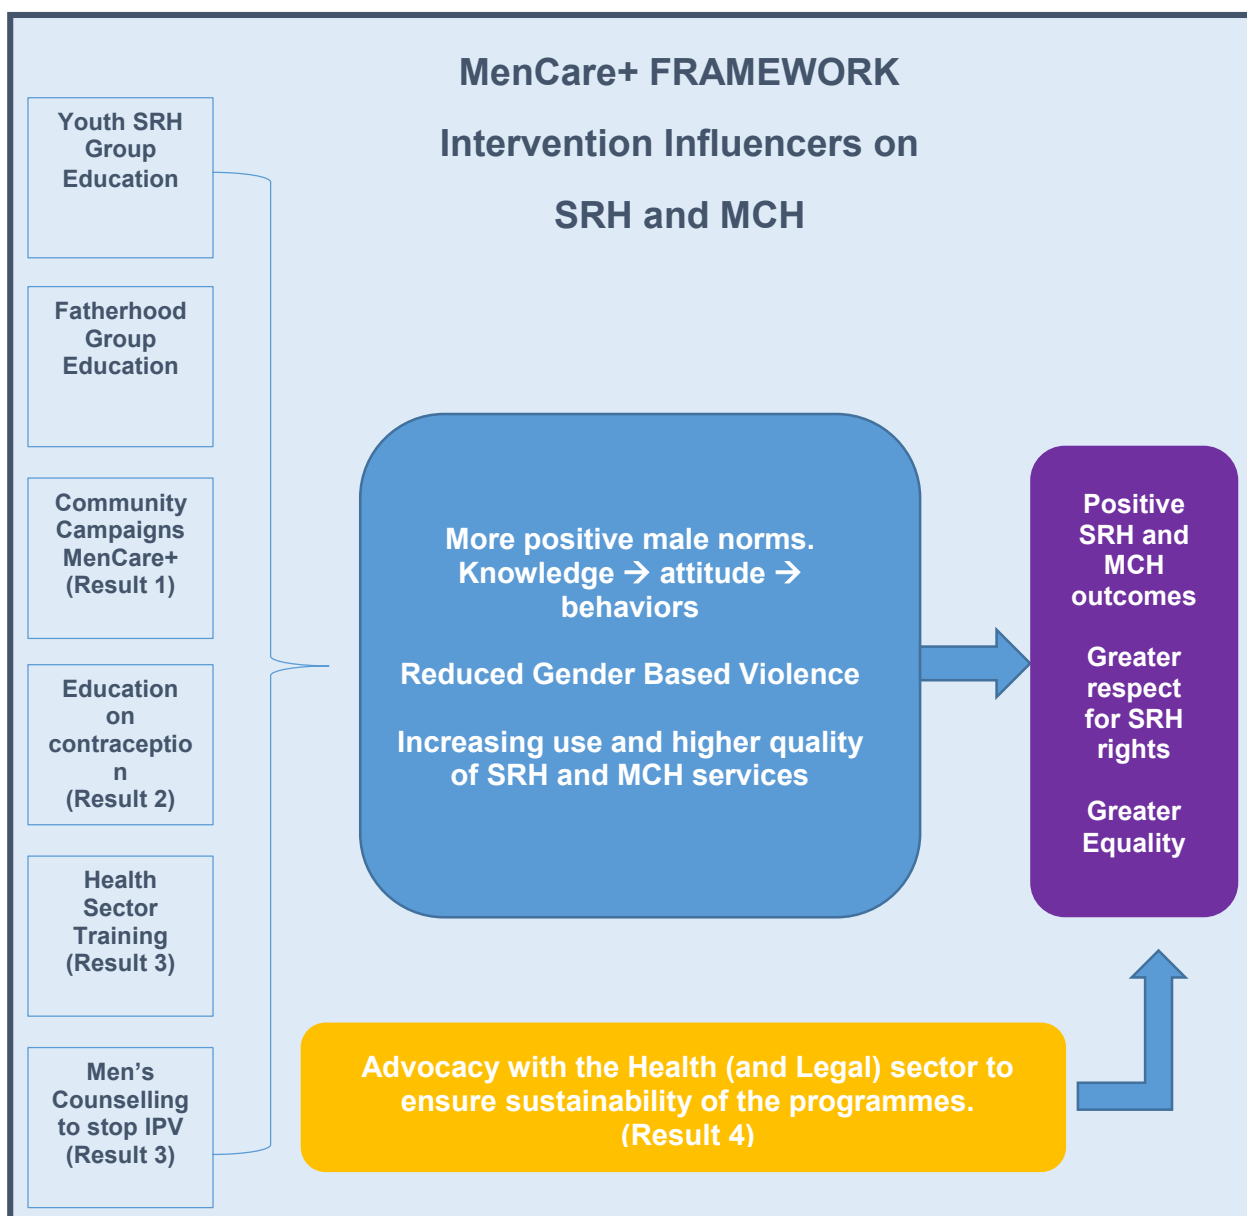 MenCare+ FRAMEWORK
Intervention Influencers on
SRH and MCH
Youth SRH
Group
Education
Fatherhood
Group
Education
Community
Campaigns
MenCare+
(Result 1)
Education
on
contraceptio
n
(Result 2)
Health
Sector
Training
(Result 3)
Men’s
Counselling
to stop IPV
(Result 3)
More positive male norms.
Knowledge → attitude →
behaviors
Reduced Gender Based Violence
Increasing use and higher quality
of SRH and MCH services
Positive
SRH and
MCH
outcomes
Greater
respect
for SRH
rights
Greater
Equality
Advocacy with the Health (and Legal) sector to
ensure sustainability of the programmes.
(Result 4)